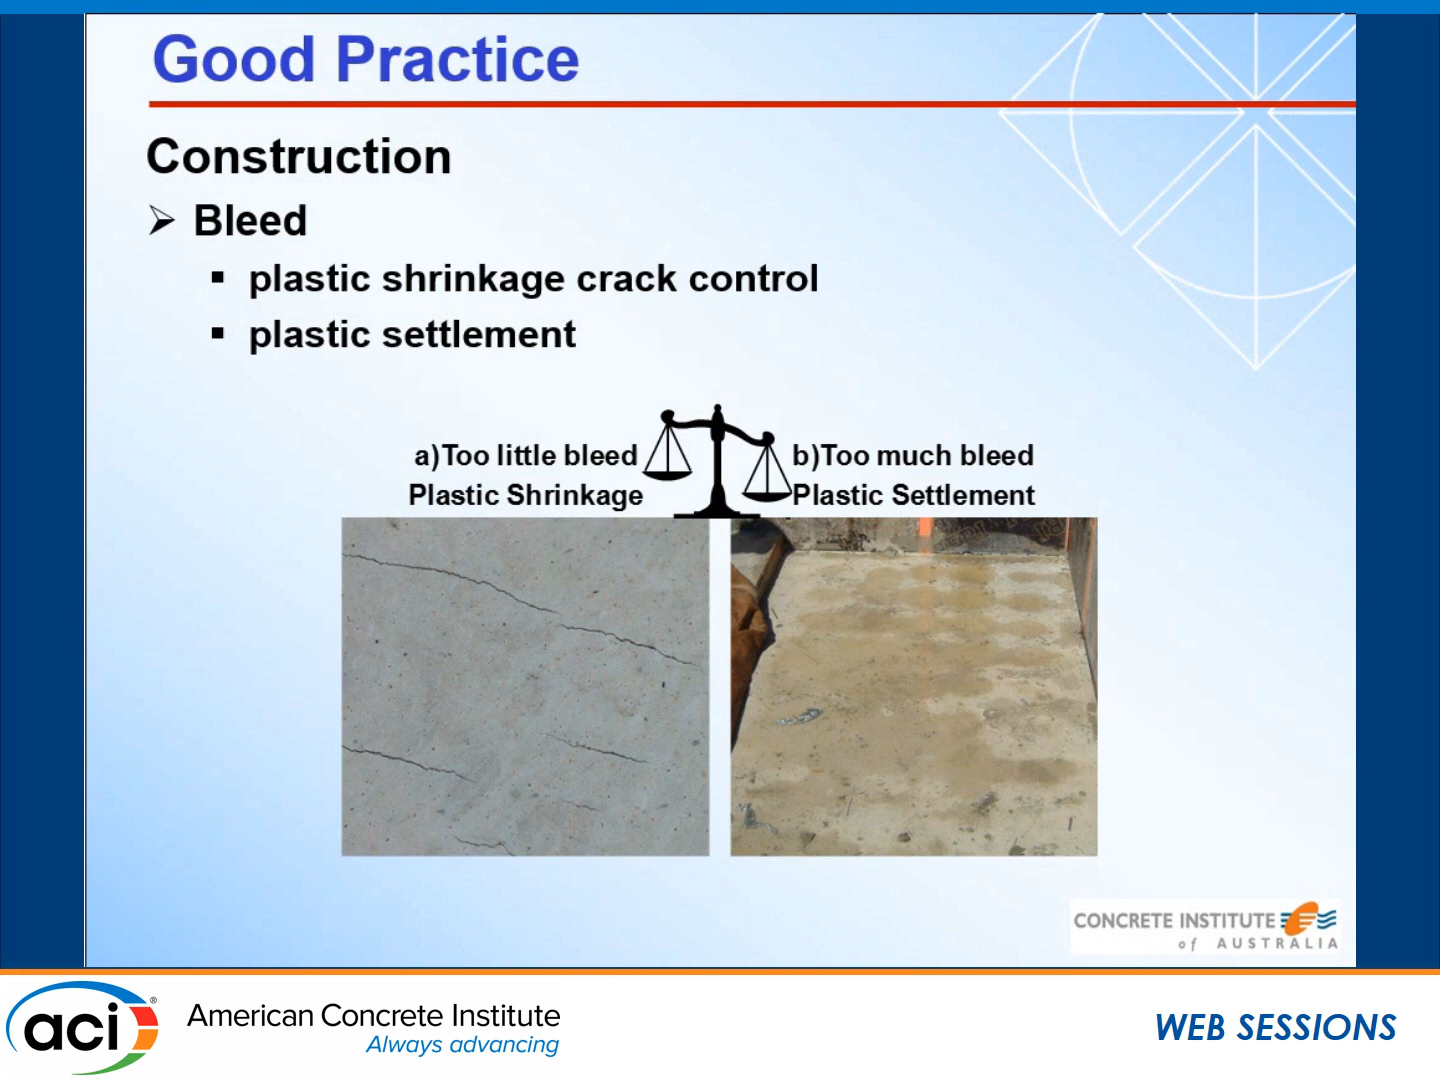 Good Practice
Construction
➢ Bleed
▪ plastic shrinkage crack control
▪ plastic settlement
a)Too little bleed
Plastic Shrinkage
b)Too much bleed
Plastic Settlement
CONCRETE INSTITUTE
of AUSTRALIA
aci®
American Concrete Institute
Always advancing
WEB SESSIONS